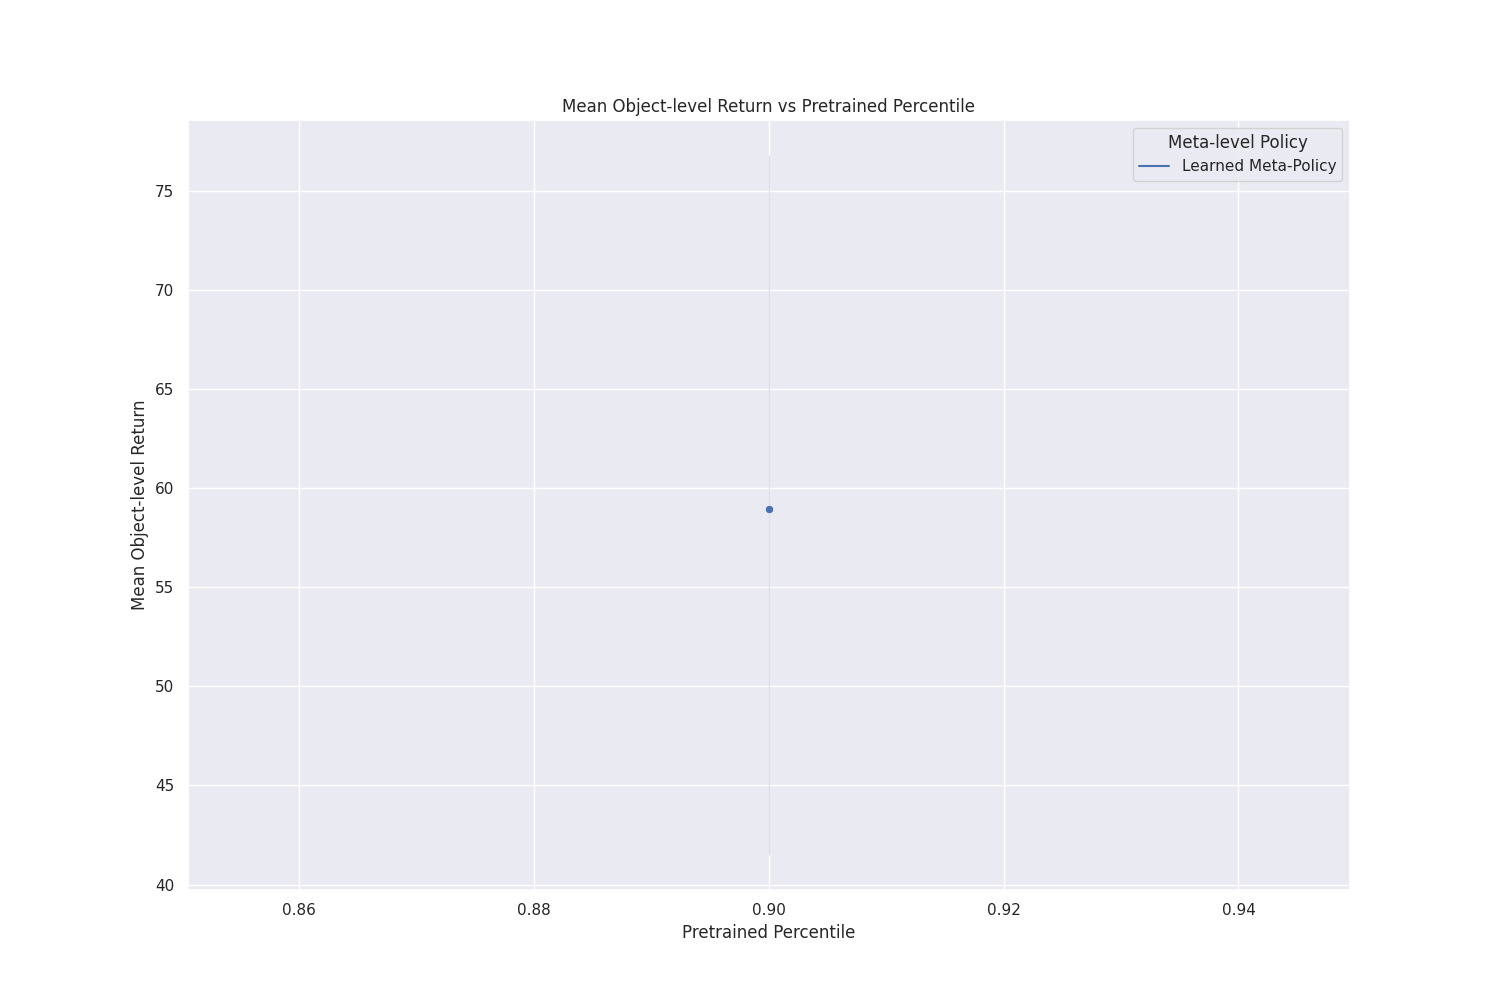 Mean Object-level Return vs Pretrained Percentile
Meta-level Policy
Learned Meta-Policy
Mean Object-level Return
75
70
65
60
55
50
45
40
0.86
0.88
0.90
0.92
0.94
Pretrained Percentile